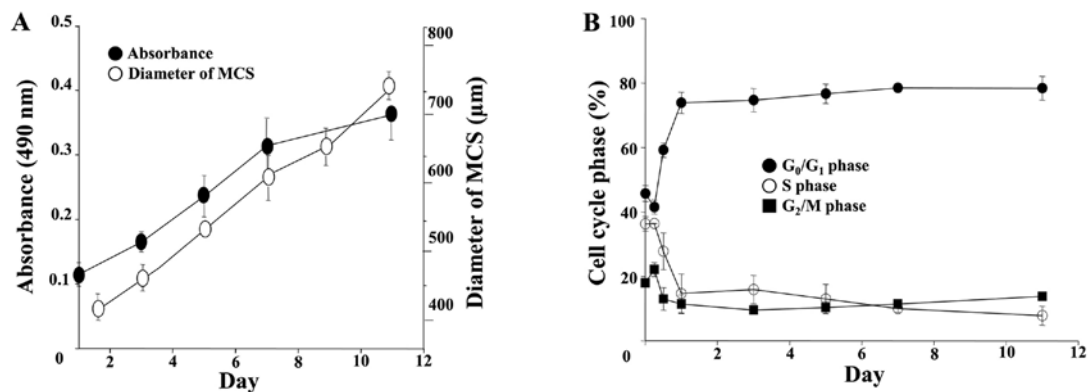 A
Absorbance (490 nm)
0.5
0.4
0.3
0.2
0.1
0
Absorbance
Diameter of MCS
800
700
600
500
400
Diameter of MCS (µm)
2 4 6 8 10 12
Day
B
Cell cycle phase (%)
100
80
60
40
20
0
G₀/G₁ phase
S phase
G₂/M phase
0 2 4 6 8 10 12
Day